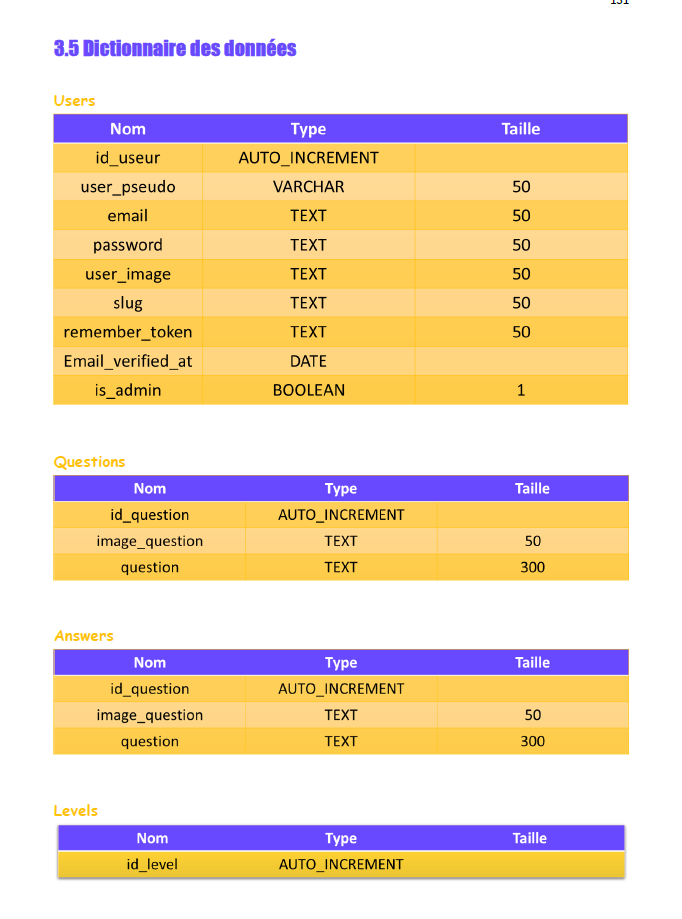 131
3.5 Dictionnaire des données
Users
Nom Type Taille
id_useur AUTO_INCREMENT
user_pseudo VARCHAR 50
email TEXT 50
password TEXT 50
user_image TEXT 50
slug TEXT 50
remember_token TEXT 50
Email_verified_at DATE
is_admin BOOLEAN 1
Questions
Nom Type Taille
id_question AUTO_INCREMENT
image_question TEXT 50
question TEXT 300
Answers
Nom Type Taille
id_question AUTO_INCREMENT
image_question TEXT 50
question TEXT 300
Levels
Nom Type Taille
id_level AUTO_INCREMENT